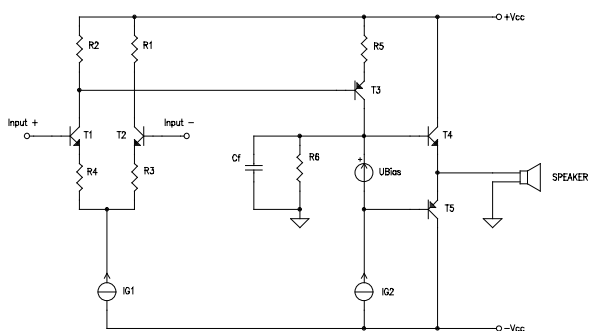 +Vcc
R2
R1
R5
T3
Input +
T1
T2
Input -
T4
Cf
R6
+
UBias
R4
R3
SPEAKER
T5
IG1
IG2
-Vcc